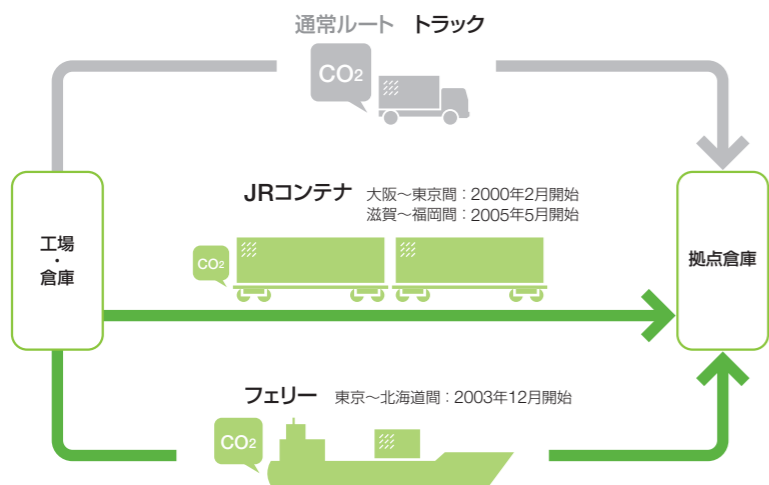 通常ルート トラック
CO2
JRコンテナ 大阪～東京間：2000年2月開始
滋賀～福岡間：2005年5月開始
工場
・
倉庫
CO2
拠点倉庫
フェリー 東京～北海道間：2003年12月開始
CO2